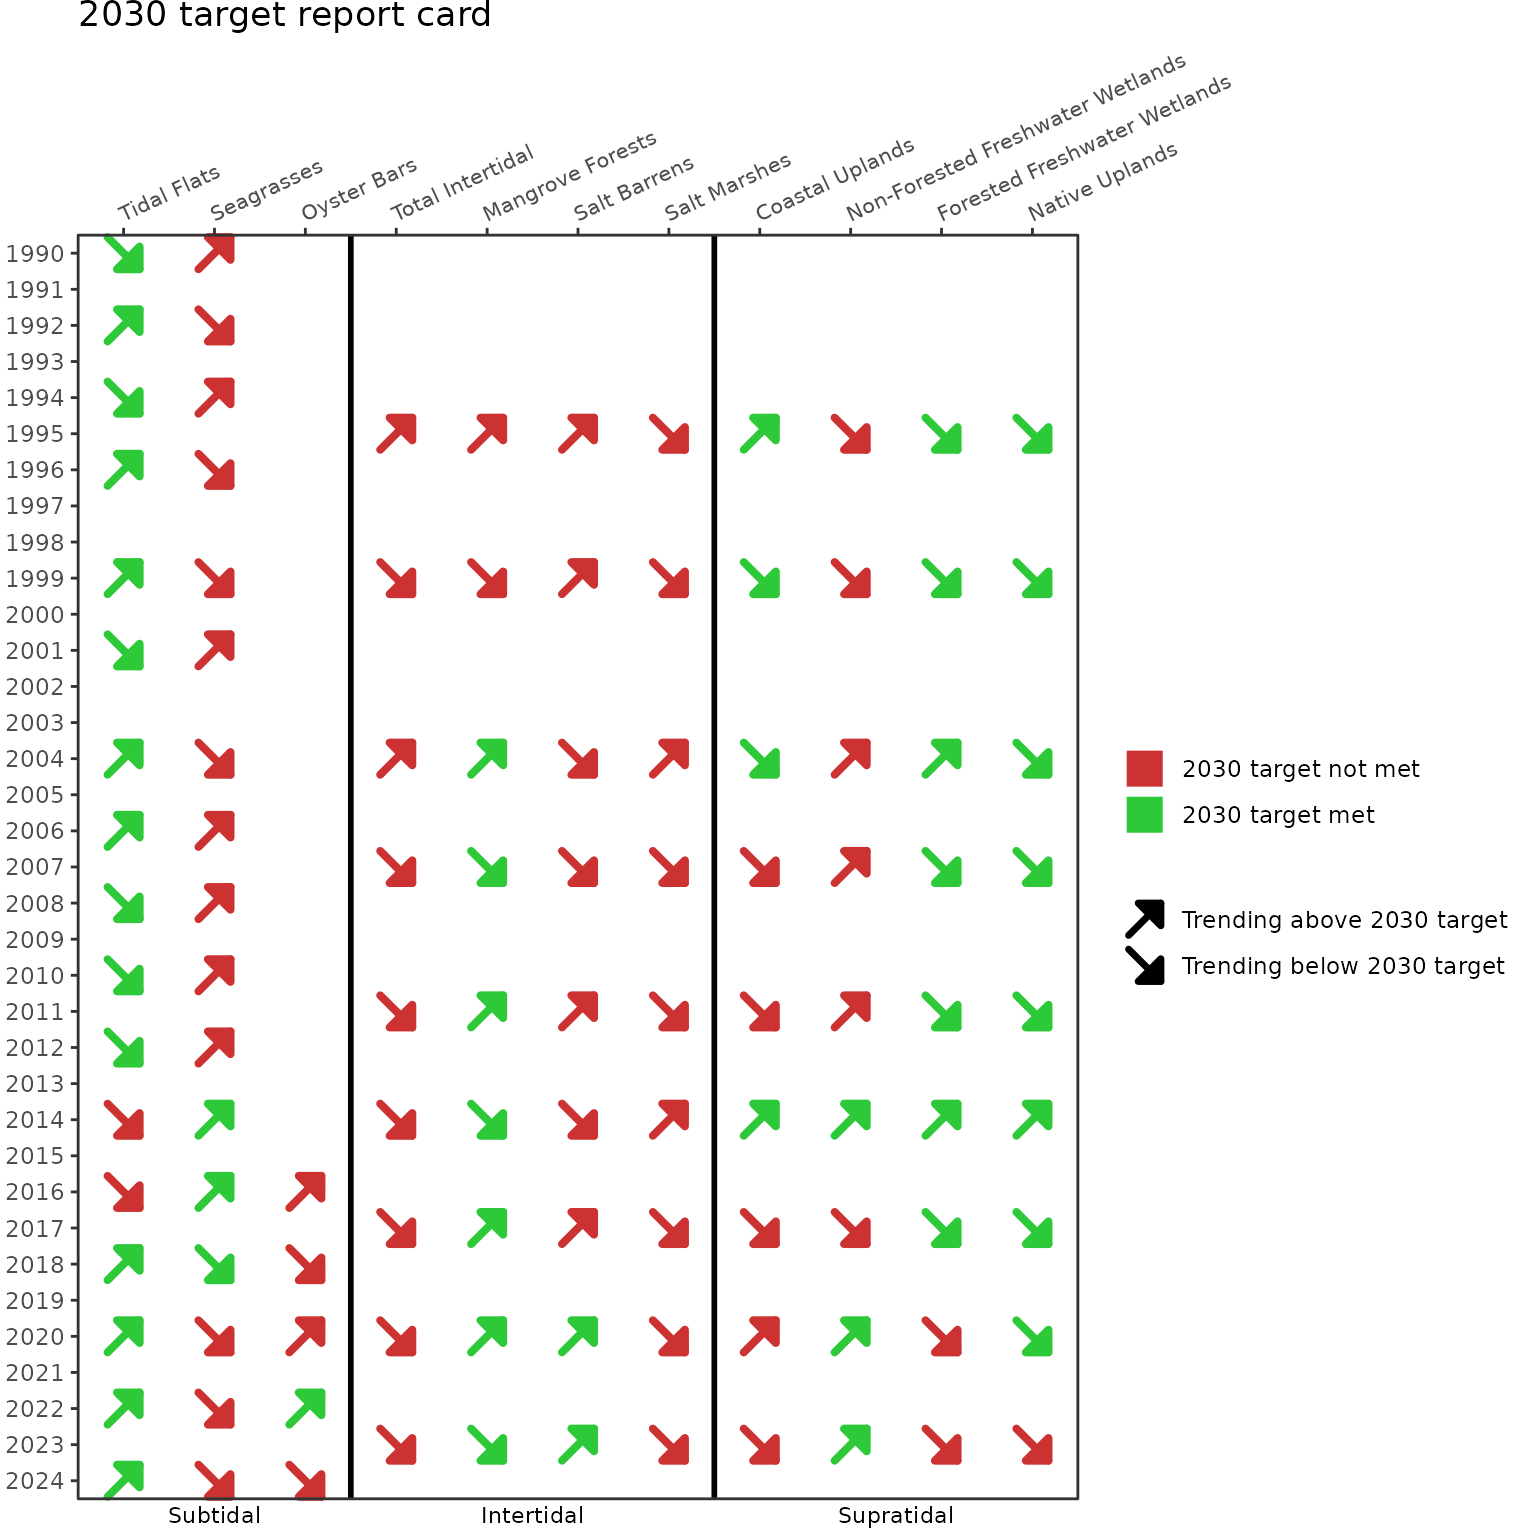 2030 target report card
Tidal Flats
Seagrasses
Oyster Bars
Total Intertidal
Mangrove Forests
Salt Barrens
Salt Marshes
Coastal Uplands
Non-Forested Freshwater Wetlands
Forested Freshwater Wetlands
Native Uplands
1990
1991
1992
1993
1994
1995
1996
1997
1998
1999
2000
2001
2002
2003
2004
2005
2006
2007
2008
2009
2010
2011
2012
2013
2014
2015
2016
2017
2018
2019
2020
2021
2022
2023
2024
Subtidal
Intertidal
Supratidal
2030 target not met
2030 target met
Trending above 2030 target
Trending below 2030 target